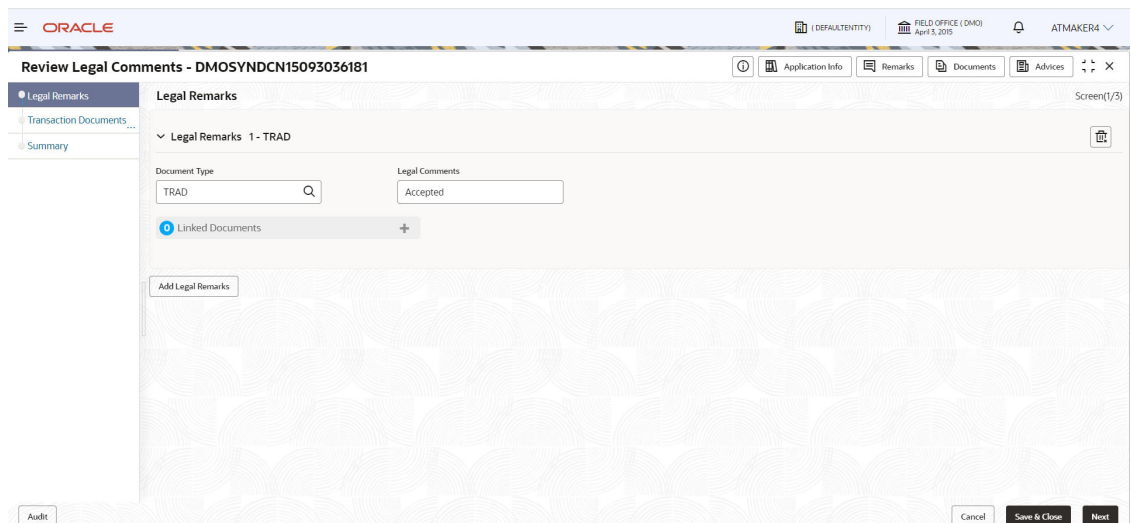 ORACLE
( DEFAULTENTITY)
FIELD OFFICE ( DMO)
April 3, 2015
ATMAKER4
Review Legal Comments - DMOSYNDCN15093036181
Application Info
Remarks
Documents
Advices
Legal Remarks
Transaction Documents ...
Summary
Legal Remarks
Screen(1/3)
Legal Remarks 1 - TRAD
Document Type
Legal Comments
TRAD
Accepted
0 Linked Documents
Add Legal Remarks
Audit
Cancel
Save & Close
Next